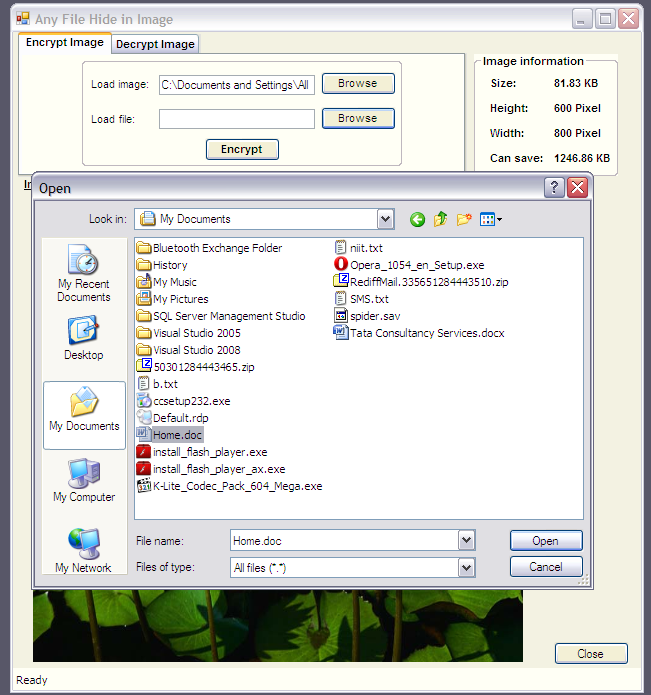 Any File Hide in Image
Encrypt Image Decrypt Image
Load image: C:\Documents and Settings\All Browse
Load file: Browse
Encrypt
Image information
Size: 81.83 KB
Height: 600 Pixel
Width: 800 Pixel
Can save: 1246.86 KB
Open
Look in: My Documents
My Recent
Documents
Desktop
My Documents
My Computer
My Network
Bluetooth Exchange Folder
History
My Music
My Pictures
SQL Server Management Studio
Visual Studio 2005
Visual Studio 2008
50301284443465.zip
b.txt
ccsetup232.exe
Default.rdp
Home.doc
install_flash_player.exe
install_flash_player_ax.exe
K-Lite_Codec_Pack_604_Mega.exe
niit.txt
Opera_1054_en_Setup.exe
RediffMail.335651284443510.zip
SMS.txt
spider.sav
Tata Consultancy Services.docx
File name: Home.doc Open
Files of type: All files (*.*) Cancel
Close
Ready